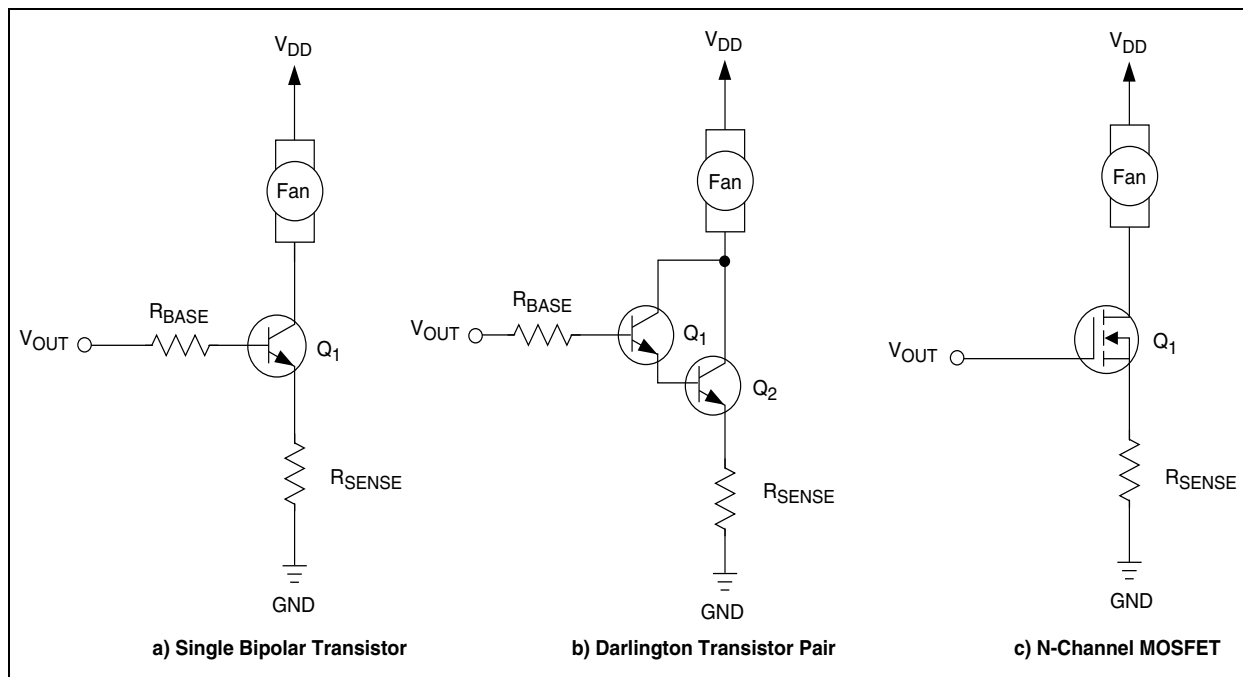 VDD
Fan
RBASE
VOUT
Q1
RSENSE
GND
a) Single Bipolar Transistor
VDD
Fan
RBASE
VOUT
Q1
Q2
RSENSE
GND
b) Darlington Transistor Pair
VDD
Fan
VOUT
Q1
RSENSE
GND
c) N-Channel MOSFET